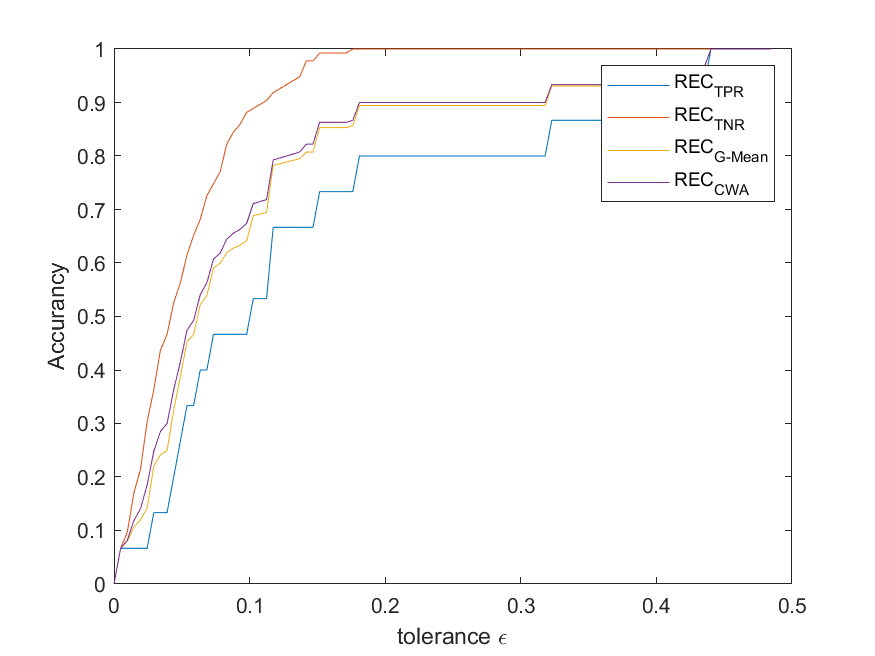 1
0.9
0.8
0.7
0.6
0.5
0.4
0.3
0.2
0.1
0
Accurancy
0 0.1 0.2 0.3 0.4 0.5
tolerance ϵ
REC_TPR
REC_TNR
REC_G-Mean
REC_CWA